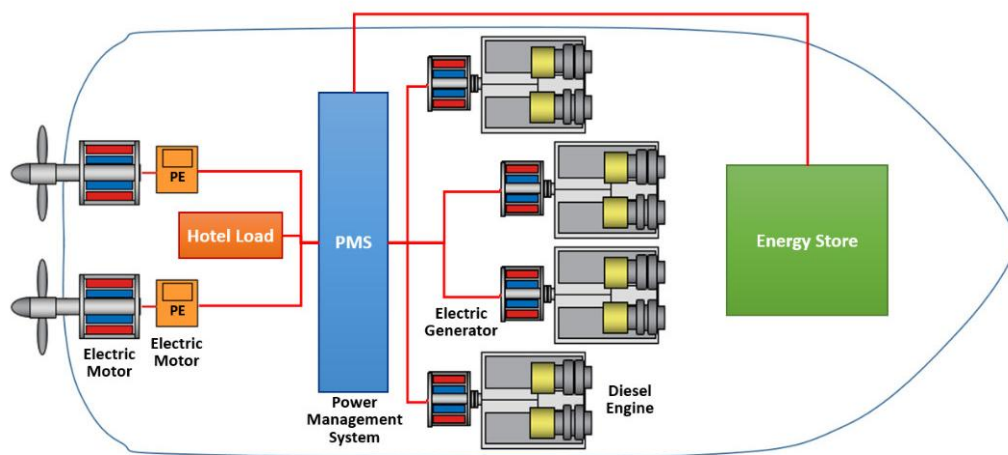 PE
Hotel Load
PMS
Energy Store
PE
Electric
Generator
Electric
Motor
Electric
Motor
Power
Management
System
Diesel
Engine